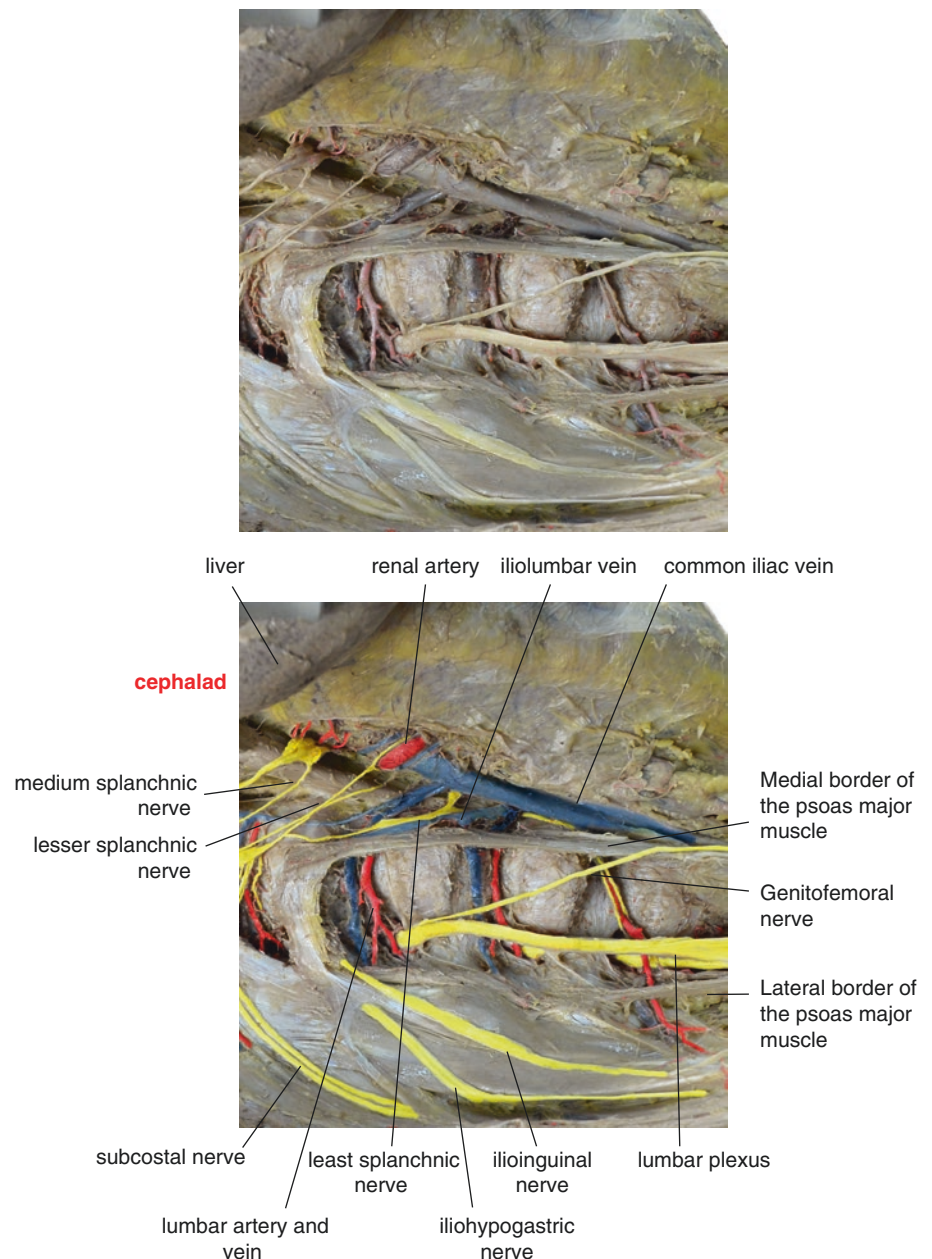 liver
renal artery
iliolumbar vein
common iliac vein
cephalad
medium splanchnic
nerve
lesser splanchnic
nerve
Medial border of
the psoas major
muscle
Genitofemoral
nerve
Lateral border of
the psoas major
muscle
subcostal nerve
least splanchnic
nerve
ilioinguinal
nerve
lumbar plexus
lumbar artery and
vein
iliohypogastric
nerve